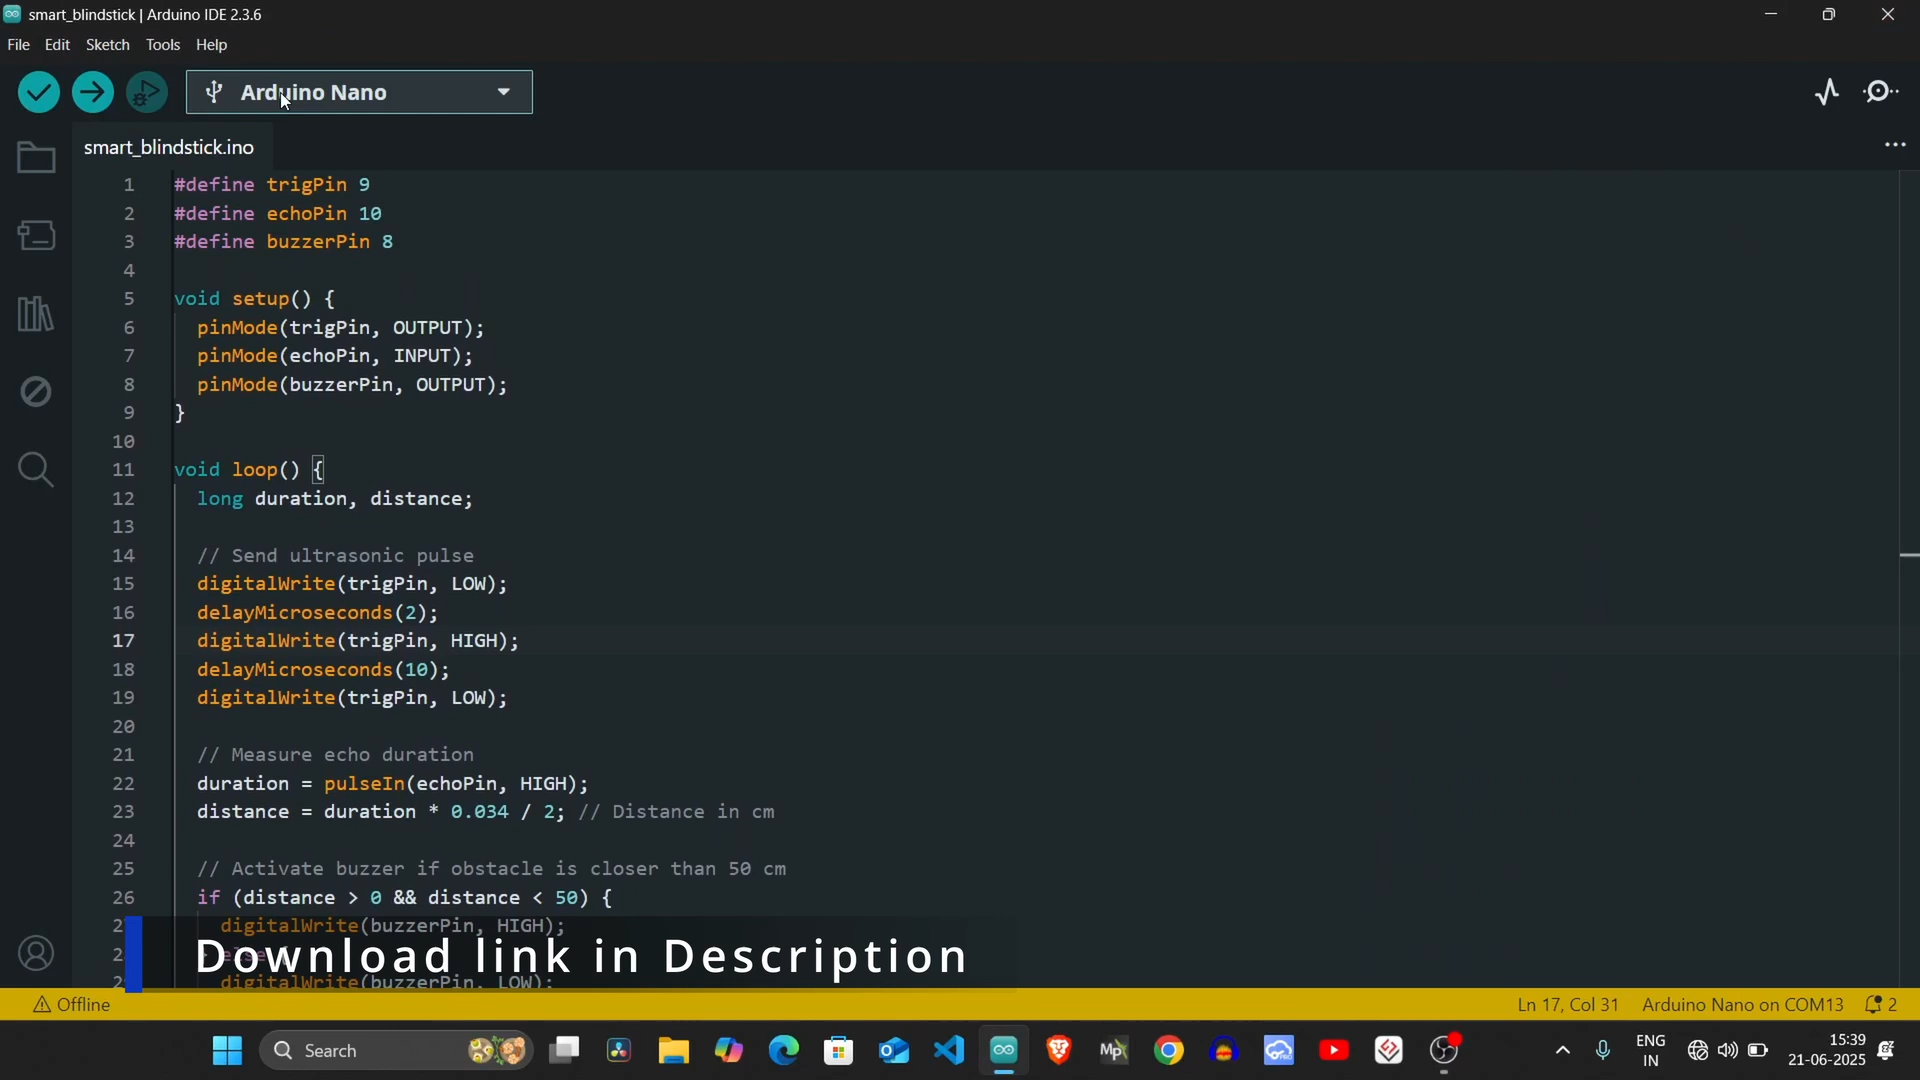 smart_blindstick | Arduino IDE 2.3.6
File Edit Sketch Tools Help
Arduino Nano
smart_blindstick.ino
1 #define trigPin 9
2 #define echoPin 10
3 #define buzzerPin 8
4
5 void setup() {
6 pinMode(trigPin, OUTPUT);
7 pinMode(echoPin, INPUT);
8 pinMode(buzzerPin, OUTPUT);
9 }
10
11 void loop() {
12 long duration, distance;
13
14 // Send ultrasonic pulse
15 digitalWrite(trigPin, LOW);
16 delayMicroseconds(2);
17 digitalWrite(trigPin, HIGH);
18 delayMicroseconds(10);
19 digitalWrite(trigPin, LOW);
20
21 // Measure echo duration
22 duration = pulseIn(echoPin, HIGH);
23 distance = duration * 0.034 / 2; // Distance in cm
24
25 // Activate buzzer if obstacle is closer than 50 cm
26 if (distance > 0 && distance < 50) {
digitalWrite(buzzerPin, HIGH);
Download link in Description
digitalWrite(buzzerPin, LOW);
Offline Ln 17, Col 31 Arduino Nano on COM13 2
Search Mp ENG 15:39
IN 21-06-2025